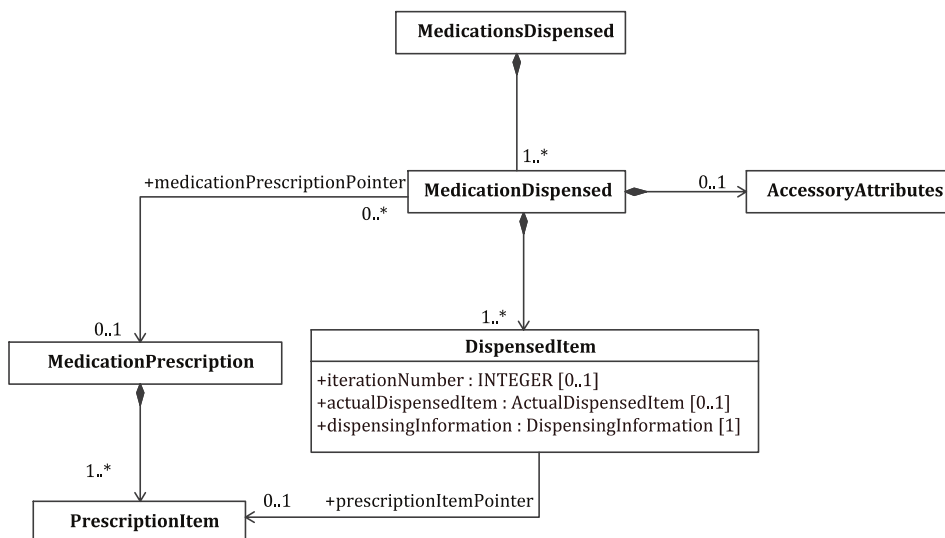 MedicationsDispensed
1..*
+medicationPrescriptionPointer
MedicationDispensed
0..1
AccessoryAttributes
0..*
0..1
1..*
MedicationPrescription
DispensedItem
+iterationNumber : INTEGER [0..1]
+actualDispensedItem : ActualDispensedItem [0..1]
+dispensingInformation : DispensingInformation [1]
1..*
0..1
+prescriptionItemPointer
PrescriptionItem